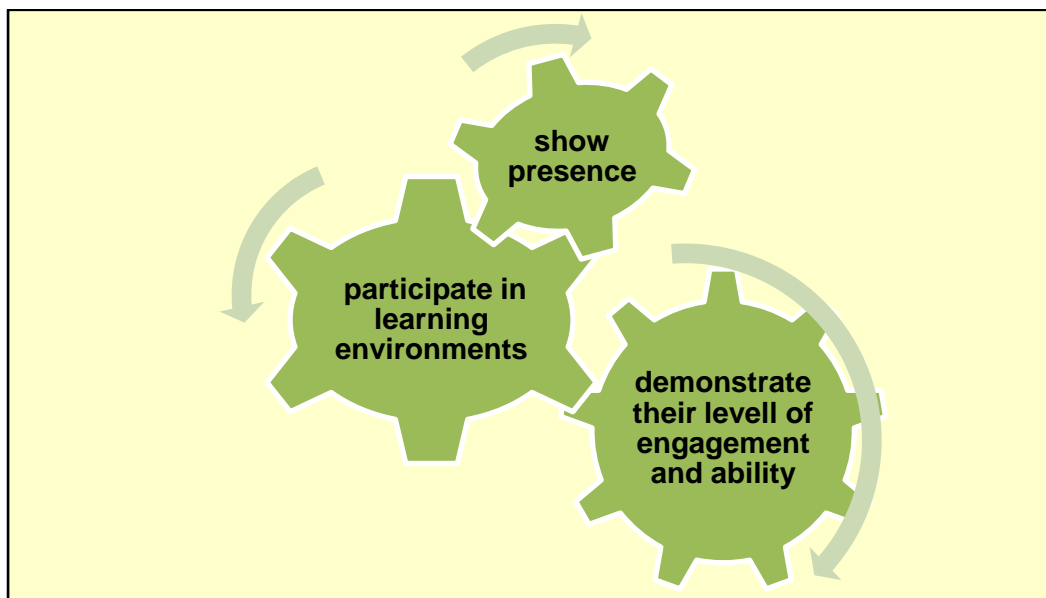 show
presence
participate in
learning
environments
demonstrate
their levell of
engagement
and ability